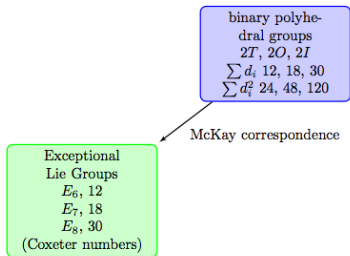 binary polyhe-
dral groups
2T, 2O, 2I
∑ dᵢ 12, 18, 30
∑ dᵢ² 24, 48, 120
McKay correspondence
Exceptional
Lie Groups
E₆, 12
E₇, 18
E₈, 30
(Coxeter numbers)